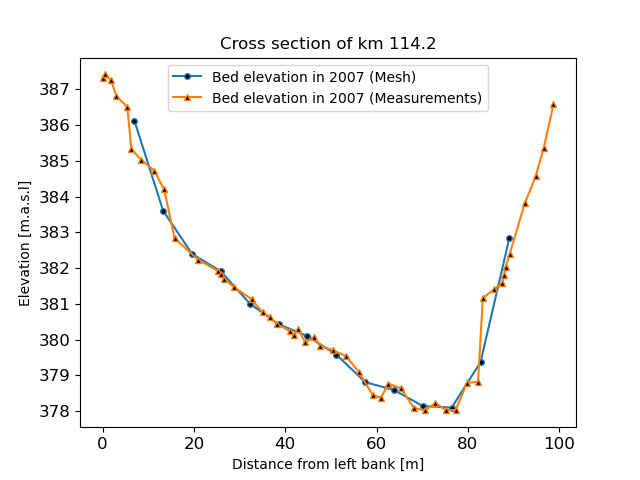 Cross section of km 114.2
Bed elevation in 2007 (Mesh)
Bed elevation in 2007 (Measurements)
Elevation [m.a.s.l]
387
386
385
384
383
382
381
380
379
378
0 20 40 60 80 100
Distance from left bank [m]